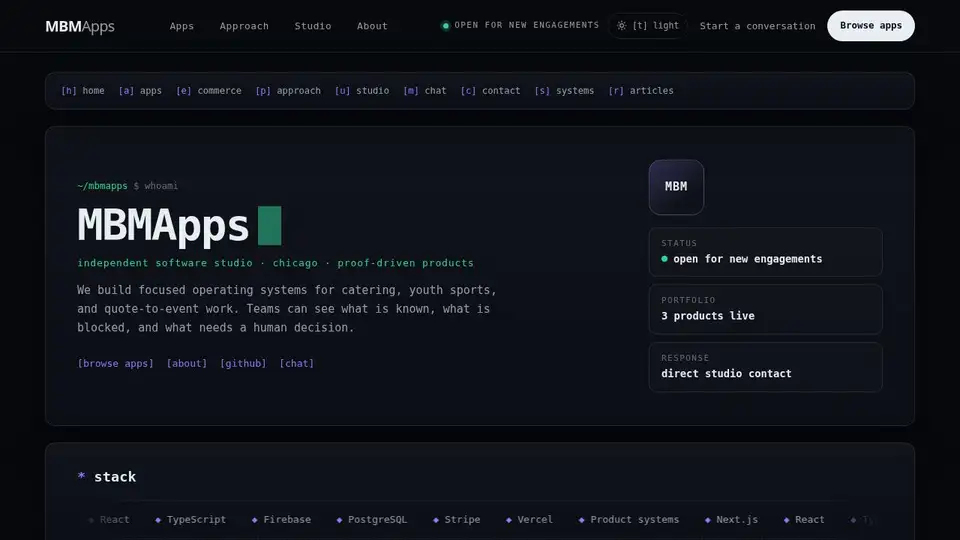 MBMApps Apps Approach Studio About OPEN FOR NEW ENGAGEMENTS [t] light Start a conversation Browse apps
[h] home [a] apps [e] commerce [p] approach [u] studio [m] chat [c] contact [s] systems [r] articles
~/mbmapps $ whoami
MBMApps
independent software studio · chicago · proof-driven products
We build focused operating systems for catering, youth sports,
and quote-to-event work. Teams can see what is known, what is
blocked, and what needs a human decision.
[browse apps] [about] [github] [chat]
MBM
STATUS
open for new engagements
PORTFOLIO
3 products live
RESPONSE
direct studio contact
* stack
◆ React ◆ TypeScript ◆ Firebase ◆ PostgreSQL ◆ Stripe ◆ Vercel ◆ Product systems ◆ Next.js ◆ React ◆